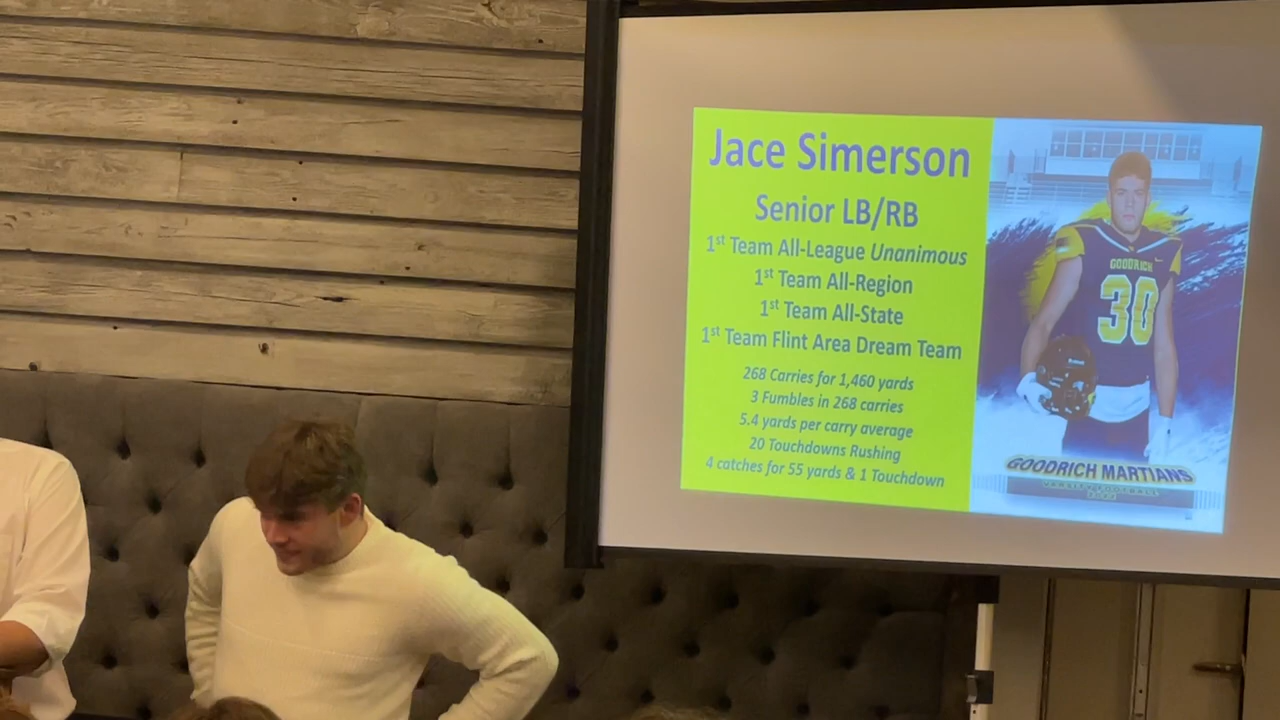 Jace Simerson
Senior LB/RB
1st Team All-League Unanimous
1st Team All-Region
1st Team All-State
1st Team Flint Area Dream Team
268 Carries for 1,460 yards
3 Fumbles in 268 carries
5.4 yards per carry average
20 Touchdowns Rushing
4 catches for 55 yards & 1 Touchdown
GOODRICH
30
GOODRICH MARTIANS
VARSITY FOOTBALL